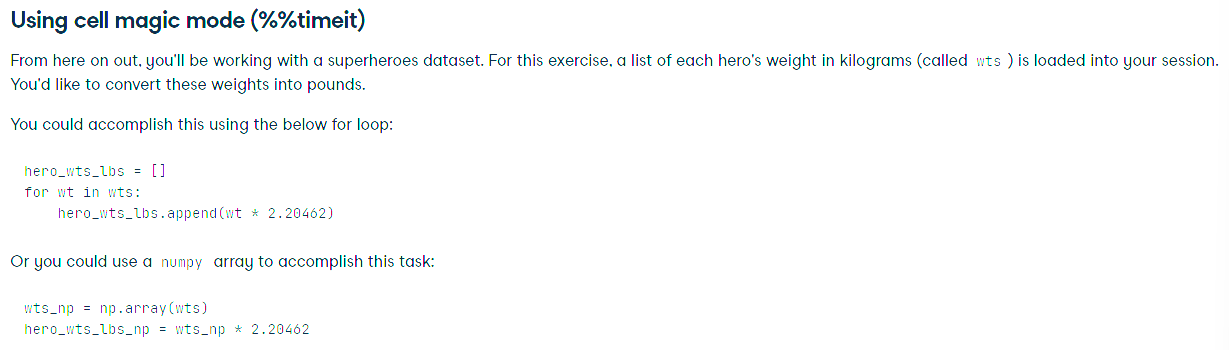 Using cell magic mode (%%timeit)
From here on out, you'll be working with a superheroes dataset. For this exercise, a list of each hero's weight in kilograms (called wts ) is loaded into your session.
You'd like to convert these weights into pounds.
You could accomplish this using the below for loop:
hero_wts_lbs = []
for wt in wts:
    hero_wts_lbs.append(wt * 2.20462)
Or you could use a numpy array to accomplish this task:
wts_np = np.array(wts)
hero_wts_lbs_np = wts_np * 2.20462